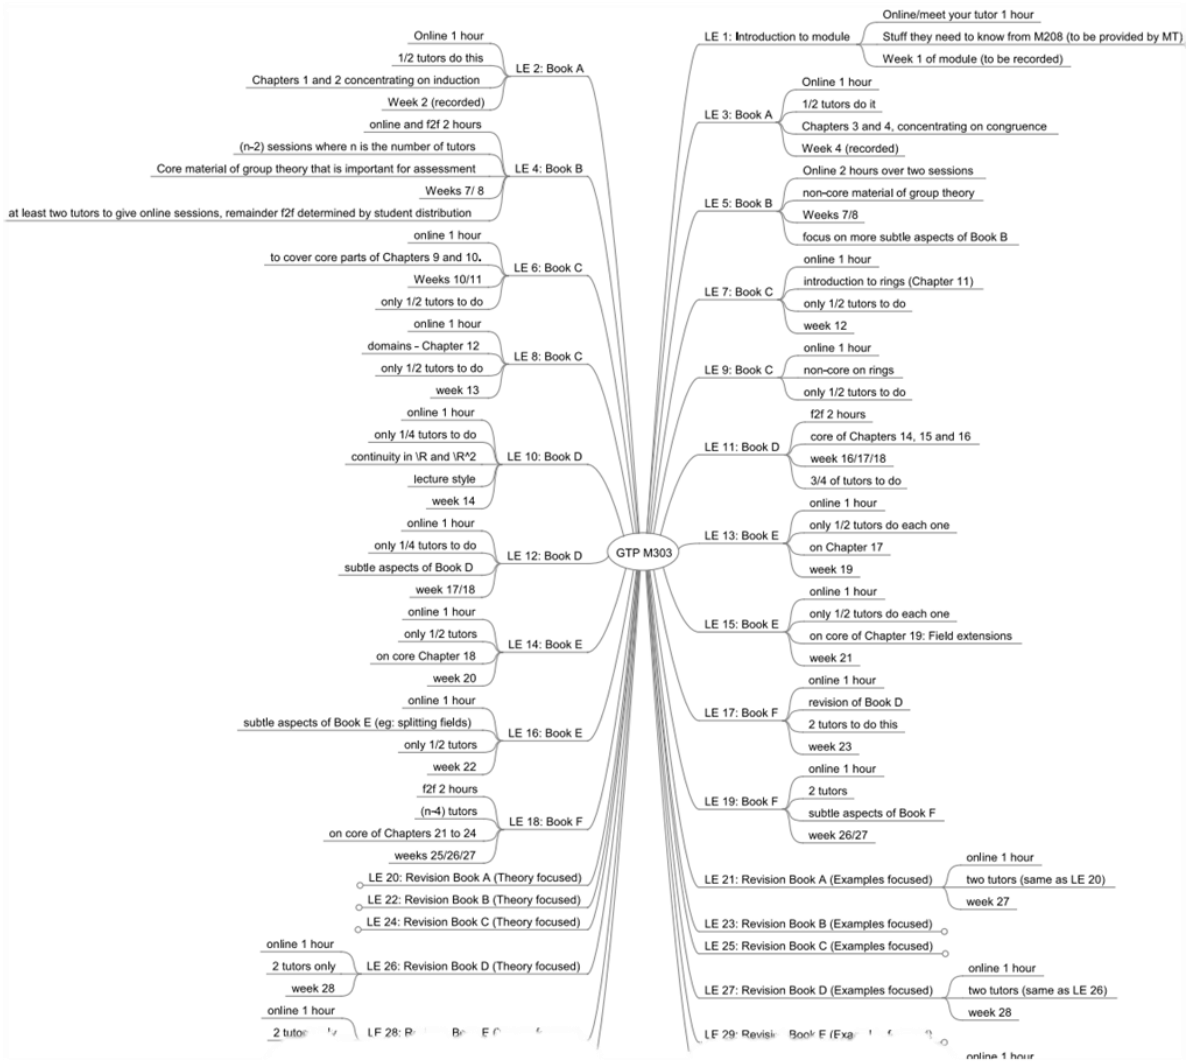 GTP M303
LE 1: Introduction to module
Online/meet your tutor 1 hour
Stuff they need to know from M208 (to be provided by MT)
Week 1 of module (to be recorded)
LE 2: Book A
Online 1 hour
1/2 tutors do this
Chapters 1 and 2 concentrating on induction
Week 2 (recorded)
LE 3: Book A
Online 1 hour
1/2 tutors do it
Chapters 3 and 4, concentrating on congruence
Week 4 (recorded)
LE 4: Book B
online and f2f 2 hours
(n-2) sessions where n is the number of tutors
Core material of group theory that is important for assessment
Weeks 7/ 8
at least two tutors to give online sessions, remainder f2f determined by student distribution
LE 5: Book B
Online 2 hours over two sessions
non-core material of group theory
Weeks 7/8
focus on more subtle aspects of Book B
LE 6: Book C
online 1 hour
to cover core parts of Chapters 9 and 10.
Weeks 10/11
only 1/2 tutors to do
LE 7: Book C
online 1 hour
introduction to rings (Chapter 11)
only 1/2 tutors to do
week 12
LE 8: Book C
online 1 hour
domains - Chapter 12
only 1/2 tutors to do
week 13
LE 9: Book C
online 1 hour
non-core on rings
only 1/2 tutors to do
LE 10: Book D
online 1 hour
only 1/4 tutors to do
continuity in \R and \R^2
lecture style
week 14
LE 11: Book D
f2f 2 hours
core of Chapters 14, 15 and 16
week 16/17/18
3/4 of tutors to do
LE 12: Book D
online 1 hour
only 1/4 tutors to do
subtle aspects of Book D
week 17/18
LE 13: Book E
online 1 hour
only 1/2 tutors do each one
on Chapter 17
week 19
LE 14: Book E
online 1 hour
only 1/2 tutors
on core Chapter 18
week 20
LE 15: Book E
online 1 hour
only 1/2 tutors do each one
on core of Chapter 19: Field extensions
week 21
LE 16: Book E
online 1 hour
subtle aspects of Book E (eg: splitting fields)
only 1/2 tutors
week 22
LE 17: Book F
online 1 hour
revision of Book D
2 tutors to do this
week 23
LE 18: Book F
f2f 2 hours
(n-4) tutors
on core of Chapters 21 to 24
weeks 25/26/27
LE 19: Book F
online 1 hour
2 tutors
subtle aspects of Book F
week 26/27
LE 20: Revision Book A (Theory focused)
LE 21: Revision Book A (Examples focused)
online 1 hour
two tutors (same as LE 20)
week 27
LE 22: Revision Book B (Theory focused)
LE 23: Revision Book B (Examples focused)
LE 24: Revision Book C (Theory focused)
LE 25: Revision Book C (Examples focused)
LE 26: Revision Book D (Theory focused)
online 1 hour
2 tutors only
week 28
LE 27: Revision Book D (Examples focused)
online 1 hour
two tutors (same as LE 26)
week 28
LE 28:
online 1 hour
2
LE 29: Book E
online 1 hour